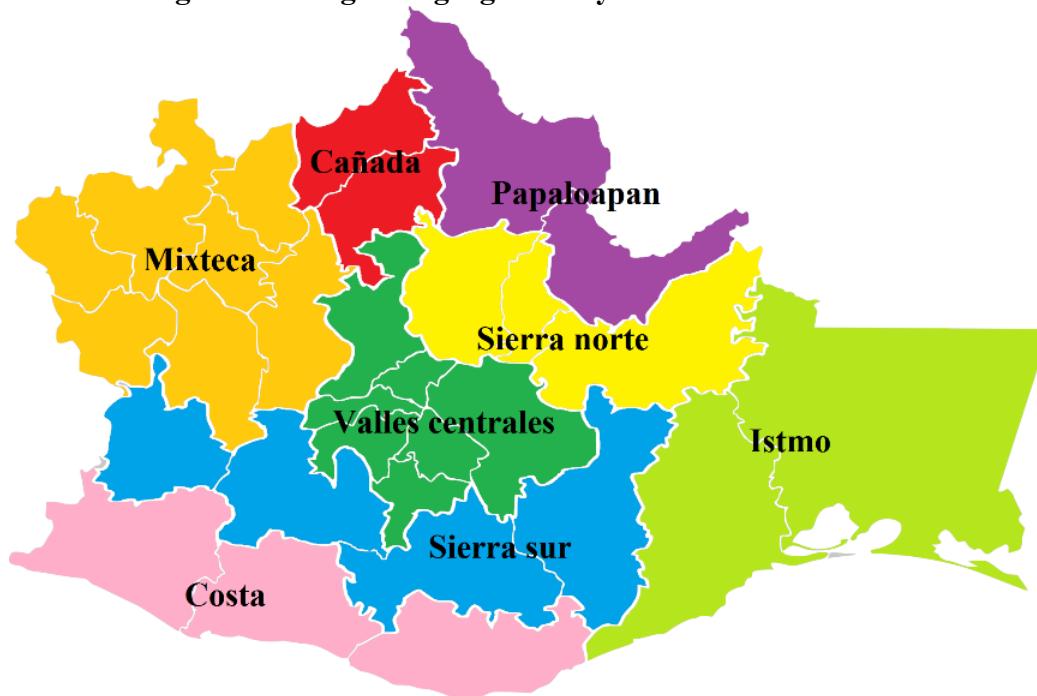 Cañada
Papaloapan
Mixteca
Sierra norte
Valles centrales
Istmo
Sierra sur
Costa